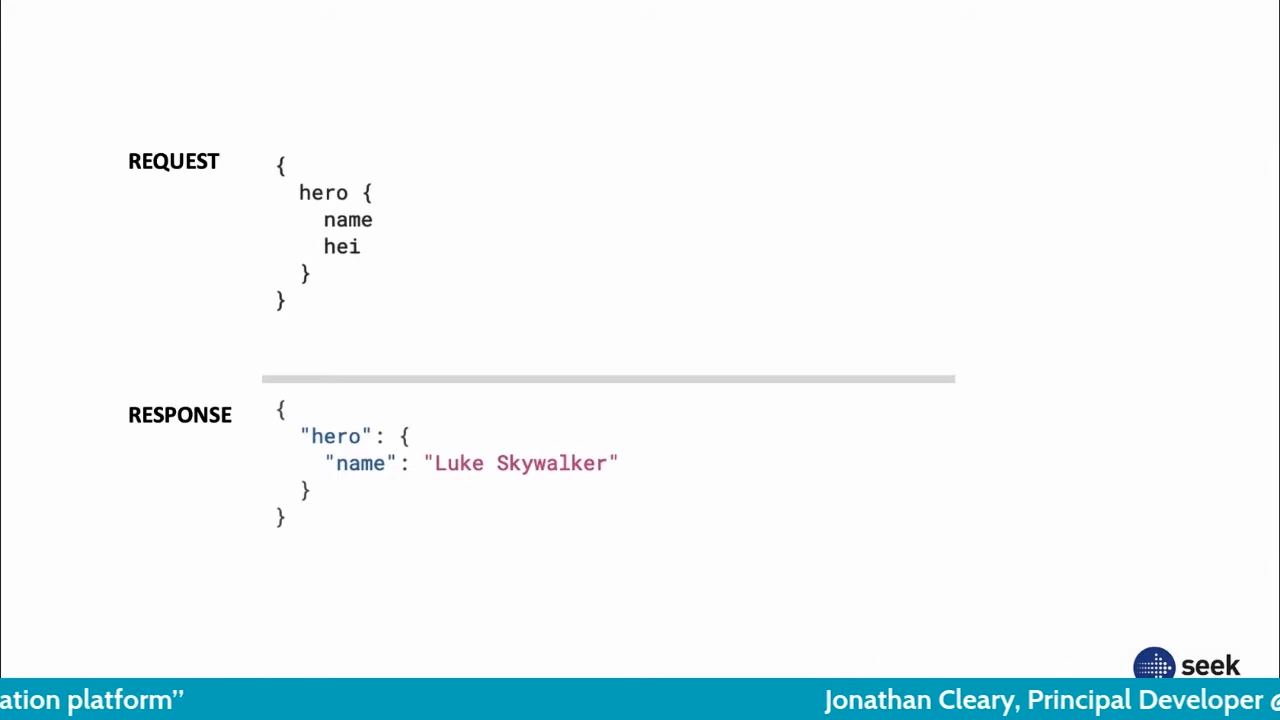 REQUEST
{
hero {
name
hei
}
}
RESPONSE
{
"hero": {
"name": "Luke Skywalker"
}
}
seek
ation platform”
Jonathan Cleary, Principal Developer @